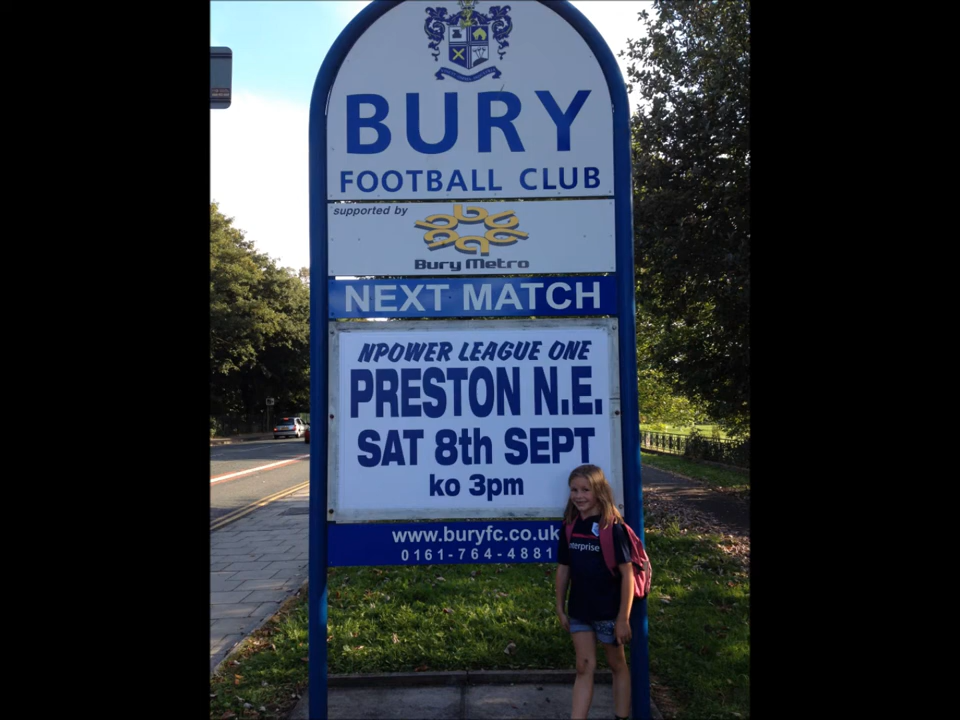 BURY
FOOTBALL CLUB
supported by
Bury Metro
NEXT MATCH
NPOWER LEAGUE ONE
PRESTON N.E.
SAT 8th SEPT
ko 3pm
www.buryfc.co.uk
0161-764-4881
enterprise